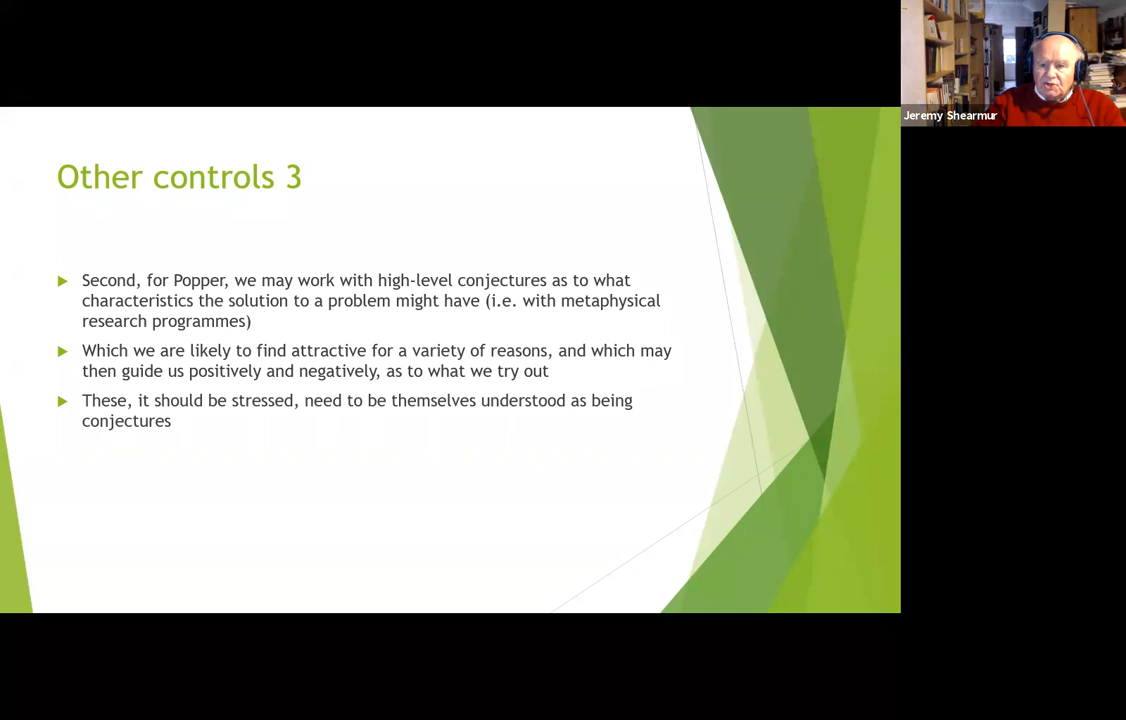 Jeremy Shearmur
Other controls 3
Second, for Popper, we may work with high-level conjectures as to what
characteristics the solution to a problem might have (i.e. with metaphysical
research programmes)
Which we are likely to find attractive for a variety of reasons, and which may
then guide us positively and negatively, as to what we try out
These, it should be stressed, need to be themselves understood as being
conjectures